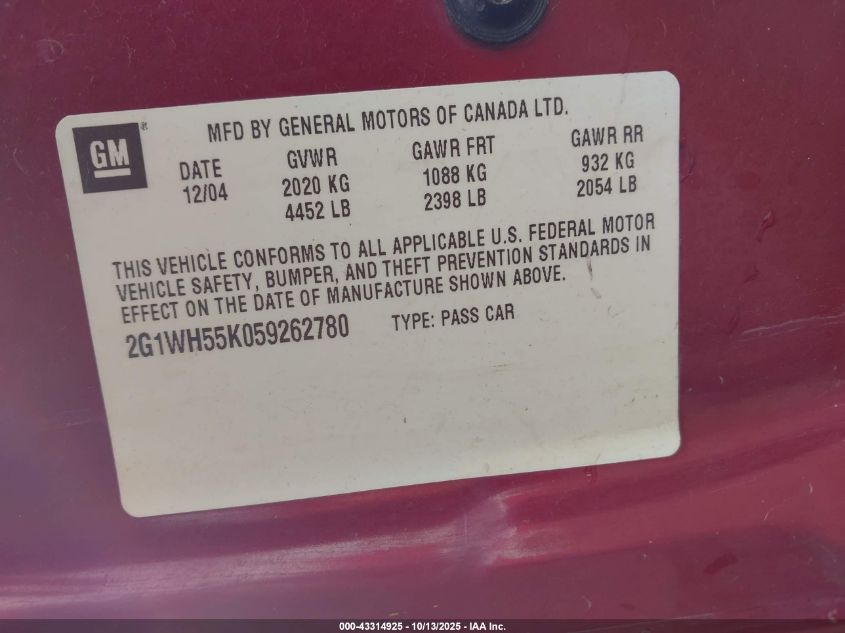 GM®
MFD BY GENERAL MOTORS OF CANADA LTD.
DATE GVWR GAWR FRT GAWR RR
12/04 2020 KG 1088 KG 932 KG
4452 LB 2398 LB 2054 LB
THIS VEHICLE CONFORMS TO ALL APPLICABLE U.S. FEDERAL MOTOR
VEHICLE SAFETY, BUMPER, AND THEFT PREVENTION STANDARDS IN
EFFECT ON THE DATE OF MANUFACTURE SHOWN ABOVE.
2G1WH55K059262780 TYPE: PASS CAR
000-43314925 - 10/13/2025 - IAA Inc.